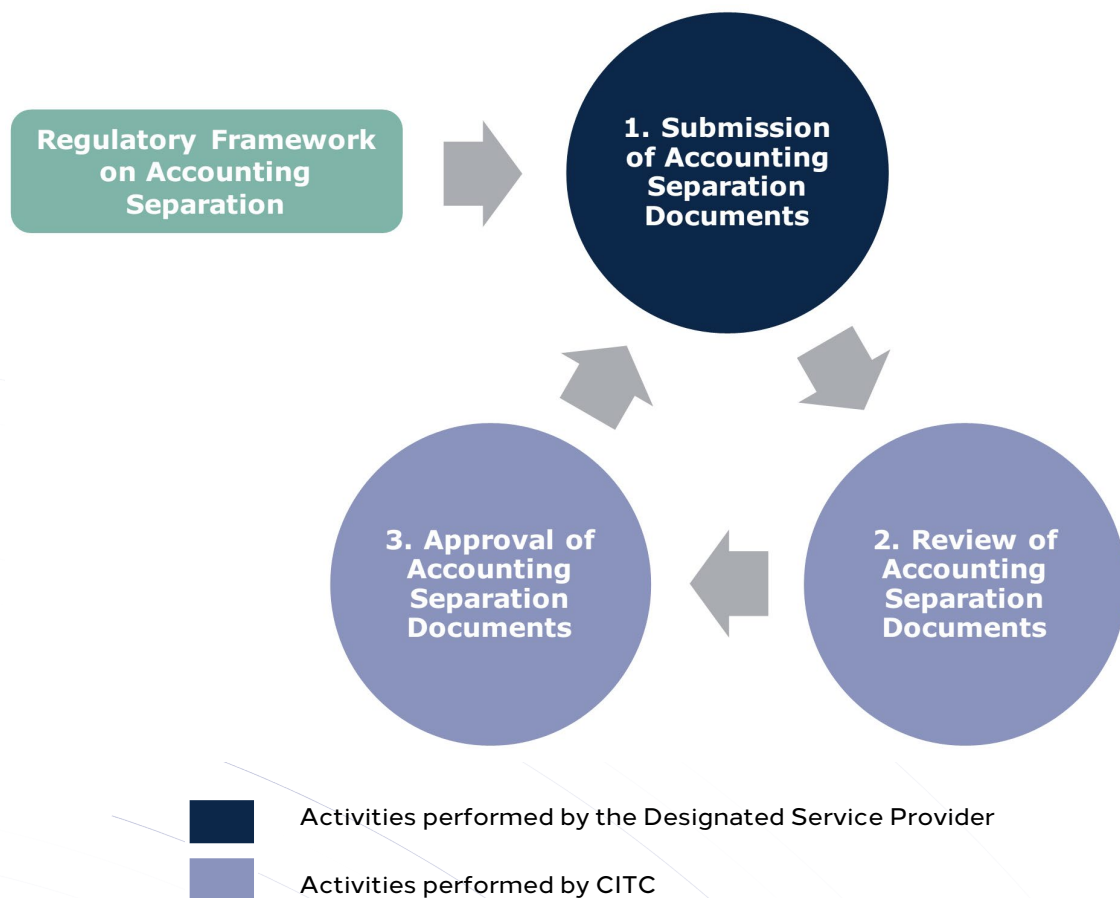 Regulatory Framework
on Accounting
Separation
1. Submission
of Accounting
Separation
Documents
3. Approval of
Accounting
Separation
Documents
2. Review of
Accounting
Separation
Documents
Activities performed by the Designated Service Provider
Activities performed by CITC